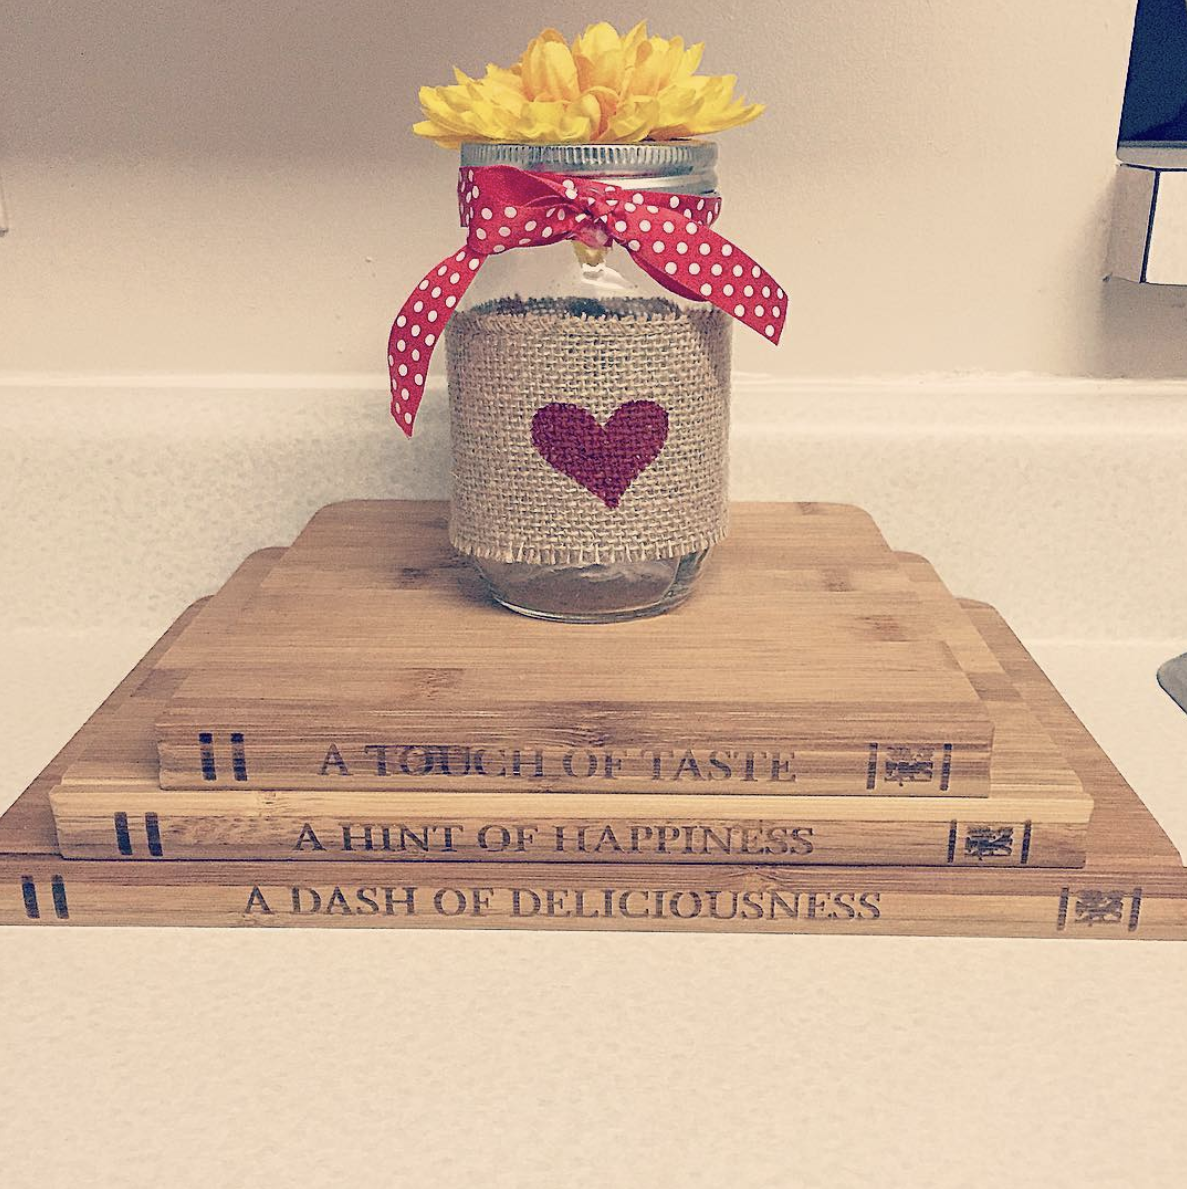 A TOUCH OF TASTE
A HINT OF HAPPINESS
A DASH OF DELICIOUSNESS